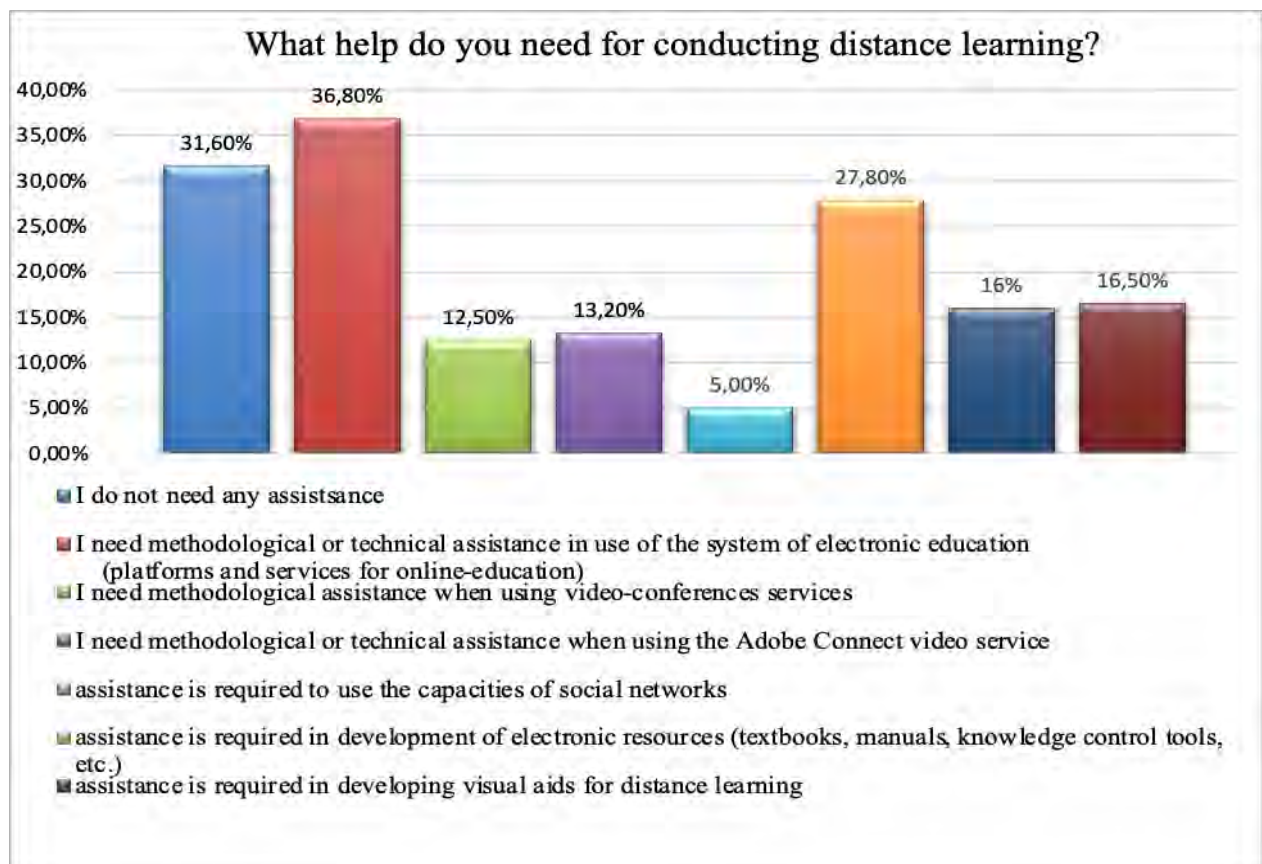 What help do you need for conducting distance learning?
40,00%
35,00%
30,00%
25,00%
20,00%
15,00%
10,00%
5,00%
0,00%
31,60%
36,80%
12,50%
13,20%
5,00%
27,80%
16%
16,50%
I do not need any assistsance
I need methodological or technical assistance in use of the system of electronic education
(platforms and services for online-education)
I need methodological assistance when using video-conferences services
I need methodological or technical assistance when using the Adobe Connect video service
assistance is required to use the capacities of social networks
assistance is required in development of electronic resources (textbooks, manuals, knowledge control tools,
etc.)
assistance is required in developing visual aids for distance learning